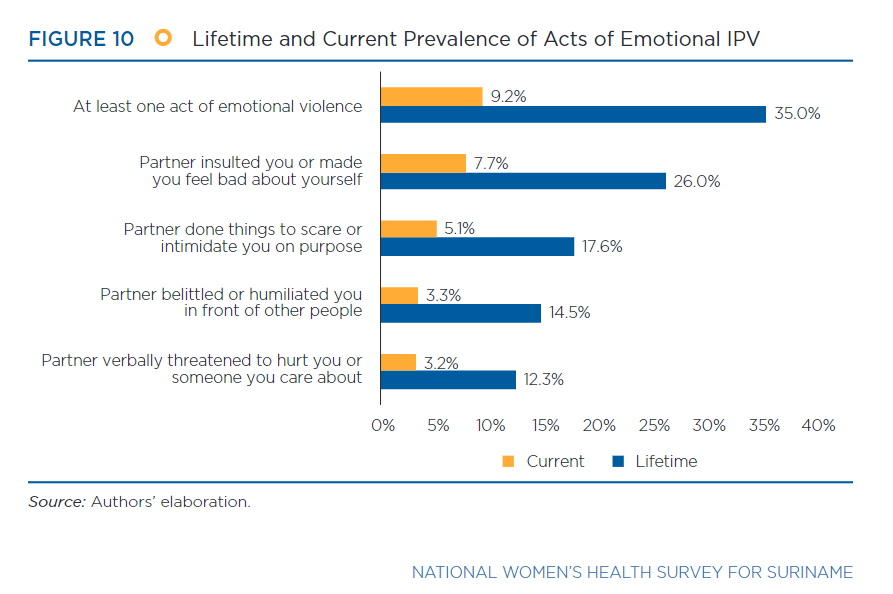 FIGURE 10 Lifetime and Current Prevalence of Acts of Emotional IPV
At least one act of emotional violence
9.2%
35.0%
Partner insulted you or made
you feel bad about yourself
7.7%
26.0%
Partner done things to scare or
intimidate you on purpose
5.1%
17.6%
Partner belittled or humiliated you
in front of other people
3.3%
14.5%
Partner verbally threatened to hurt you or
someone you care about
3.2%
12.3%
0% 5% 10% 15% 20% 25% 30% 35% 40%
Current Lifetime
Source: Authors' elaboration.
NATIONAL WOMEN'S HEALTH SURVEY FOR SURINAME